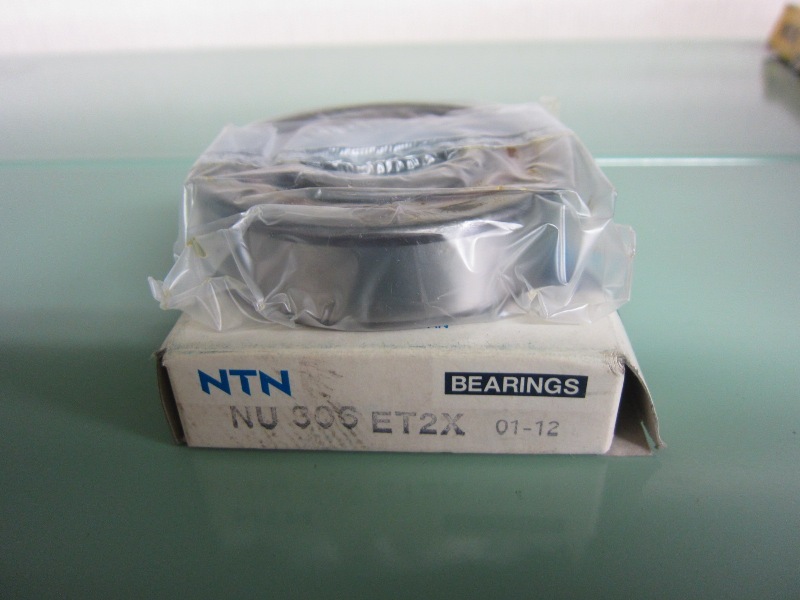 NTN BEARINGS
NU 306 ET2X 01-12